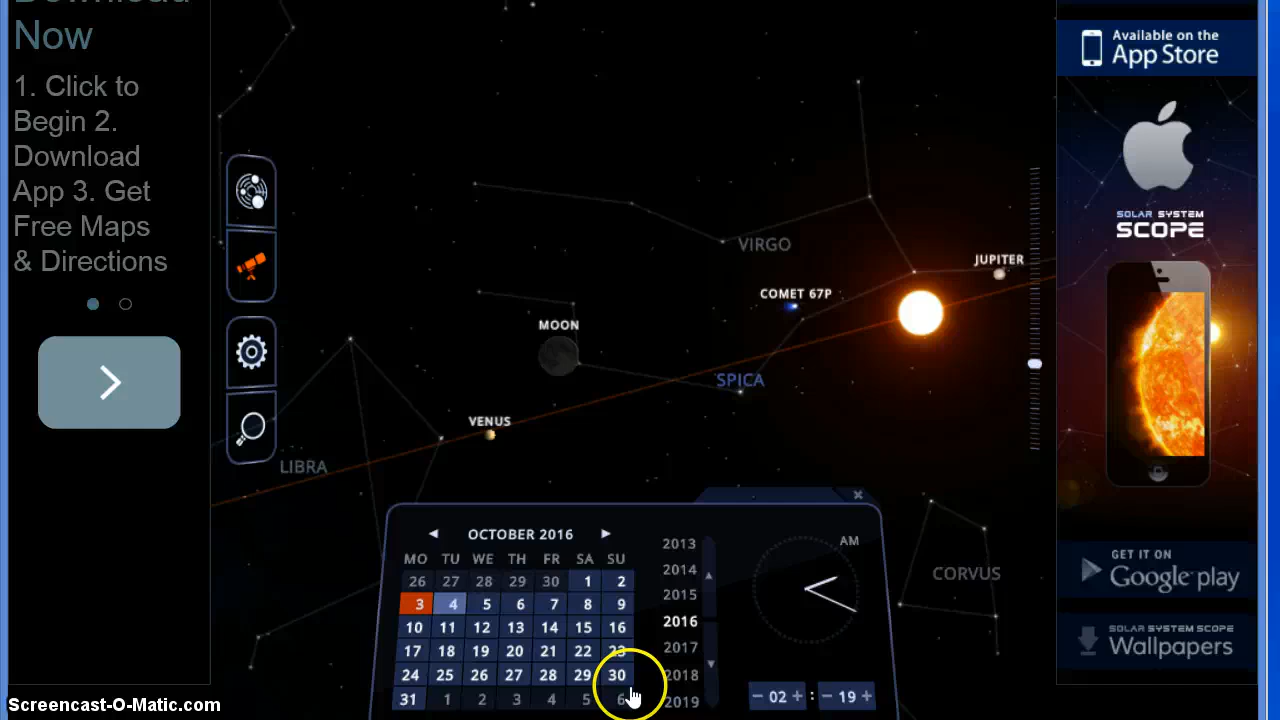 Download
Now
1. Click to
Begin 2.
Download
App 3. Get
Free Maps
& Directions
VIRGO
JUPITER
COMET 67P
MOON
SPICA
VENUS
LIBRA
CORVUS
OCTOBER 2016
MO TU WE TH FR SA SU
26 27 28 29 30 1 2
3 4 5 6 7 8 9
10 11 12 13 14 15 16
17 18 19 20 21 22 23
24 25 26 27 28 29 30
31 1 2 3 4 5 6
2013
2014
2015
2016
2017
2018
2019
AM
− 02 + : − 19 +
Available on the
App Store
SOLAR SYSTEM
SCOPE
GET IT ON
Google play
SOLAR SYSTEM SCOPE
Wallpapers
Screencast-O-Matic.com